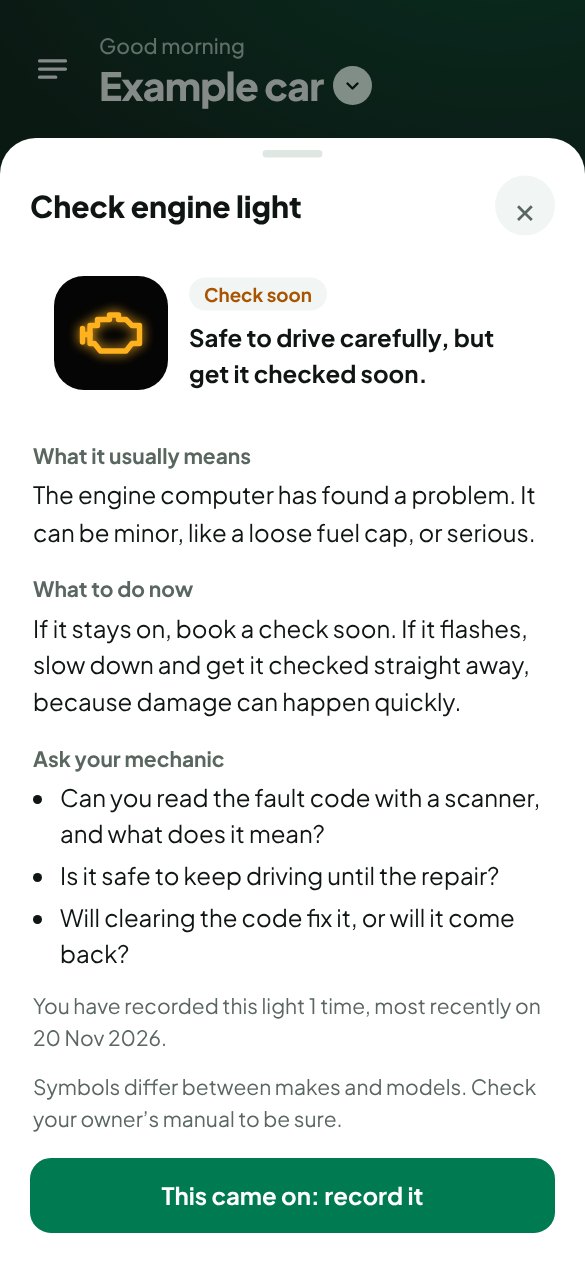 Good morning
Example car
Check engine light
Check soon
Safe to drive carefully, but
get it checked soon.
What it usually means
The engine computer has found a problem. It
can be minor, like a loose fuel cap, or serious.
What to do now
If it stays on, book a check soon. If it flashes,
slow down and get it checked straight away,
because damage can happen quickly.
Ask your mechanic
• Can you read the fault code with a scanner,
and what does it mean?
• Is it safe to keep driving until the repair?
• Will clearing the code fix it, or will it come
back?
You have recorded this light 1 time, most recently on
20 Nov 2026.
Symbols differ between makes and models. Check
your owner’s manual to be sure.
This came on: record it